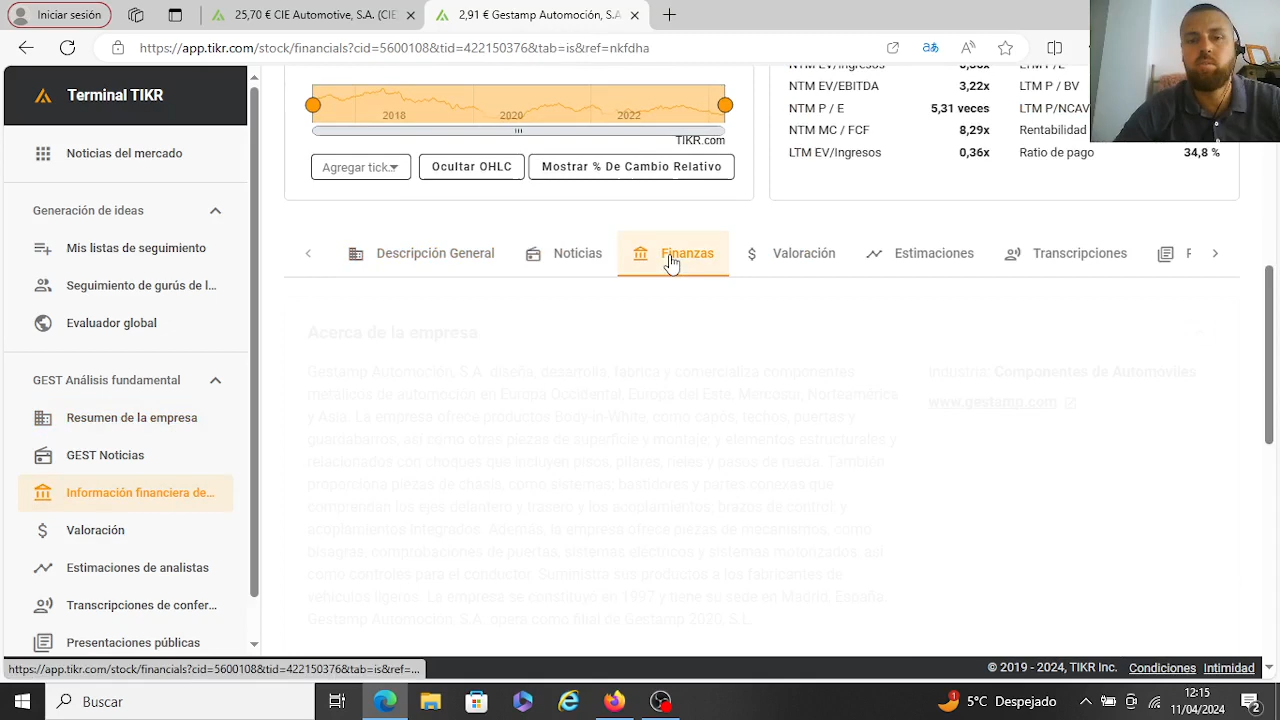 Iniciar sesión
25,70 € CIE Automotive, S.A. (CIE
2,91 € Gestamp Automoción, S.A
https://app.tikr.com/stock/financials?cid=5600108&tid=422150376&tab=is&ref=nkfdha
Terminal TIKR
Noticias del mercado
Generación de ideas
Mis listas de seguimiento
Seguimiento de gurús de l...
Evaluador global
GEST Análisis fundamental
Resumen de la empresa
GEST Noticias
Información financiera de...
Valoración
Estimaciones de analistas
Transcripciones de confer...
Presentaciones públicas
2018
2020
2022
TIKR.com
Agregar tick...
Ocultar OHLC
Mostrar % De Cambio Relativo
NTM EV/Ingresos
NTM EV/EBITDA 3,22x
NTM P / E 5,31 veces
NTM MC / FCF 8,29x
LTM EV/Ingresos 0,36x
LTM P / BV
LTM P/NCAV
Rentabilidad
Ratio de pago 34,8 %
Descripción General
Noticias
Finanzas
Valoración
Estimaciones
Transcripciones
Acerca de la empresa
Gestamp Automoción, S.A. diseña, desarrolla, fabrica y comercializa componentes
metálicos de automoción en Europa Occidental, Europa del Este, Mercosur, Norteamérica
y Asia. La empresa ofrece productos Body-in-White, como capós, techos, puertas y
guardabarros, así como otras piezas de superficie y montaje; y elementos estructurales y
relacionados con choques que incluyen pisos, pilares, rieles y pasos de rueda. También
proporciona piezas de chasis, como sistemas, bastidores y partes conexas que
comprenden los ejes delantero y trasero y los acoplamientos; brazos de control; y
acoplamientos integrados. Además, la empresa ofrece piezas de mecanismos, como
bisagras, comprobaciones de puertas, sistemas eléctricos y sistemas motorizados, así
como controles para el conductor. Suministra sus productos a los fabricantes de
vehículos ligeros. La empresa se constituyó en 1997 y tiene su sede en Madrid, España.
Gestamp Automoción, S.A. opera como filial de Gestamp 2020, S.L.
Industria: Componentes de Automóviles
www.gestamp.com
https://app.tikr.com/stock/financials?cid=5600108&tid=422150376&tab=is&ref=...
© 2019 - 2024, TIKR Inc. Condiciones Intimidad
Buscar
5°C Despejado
12:15
11/04/2024